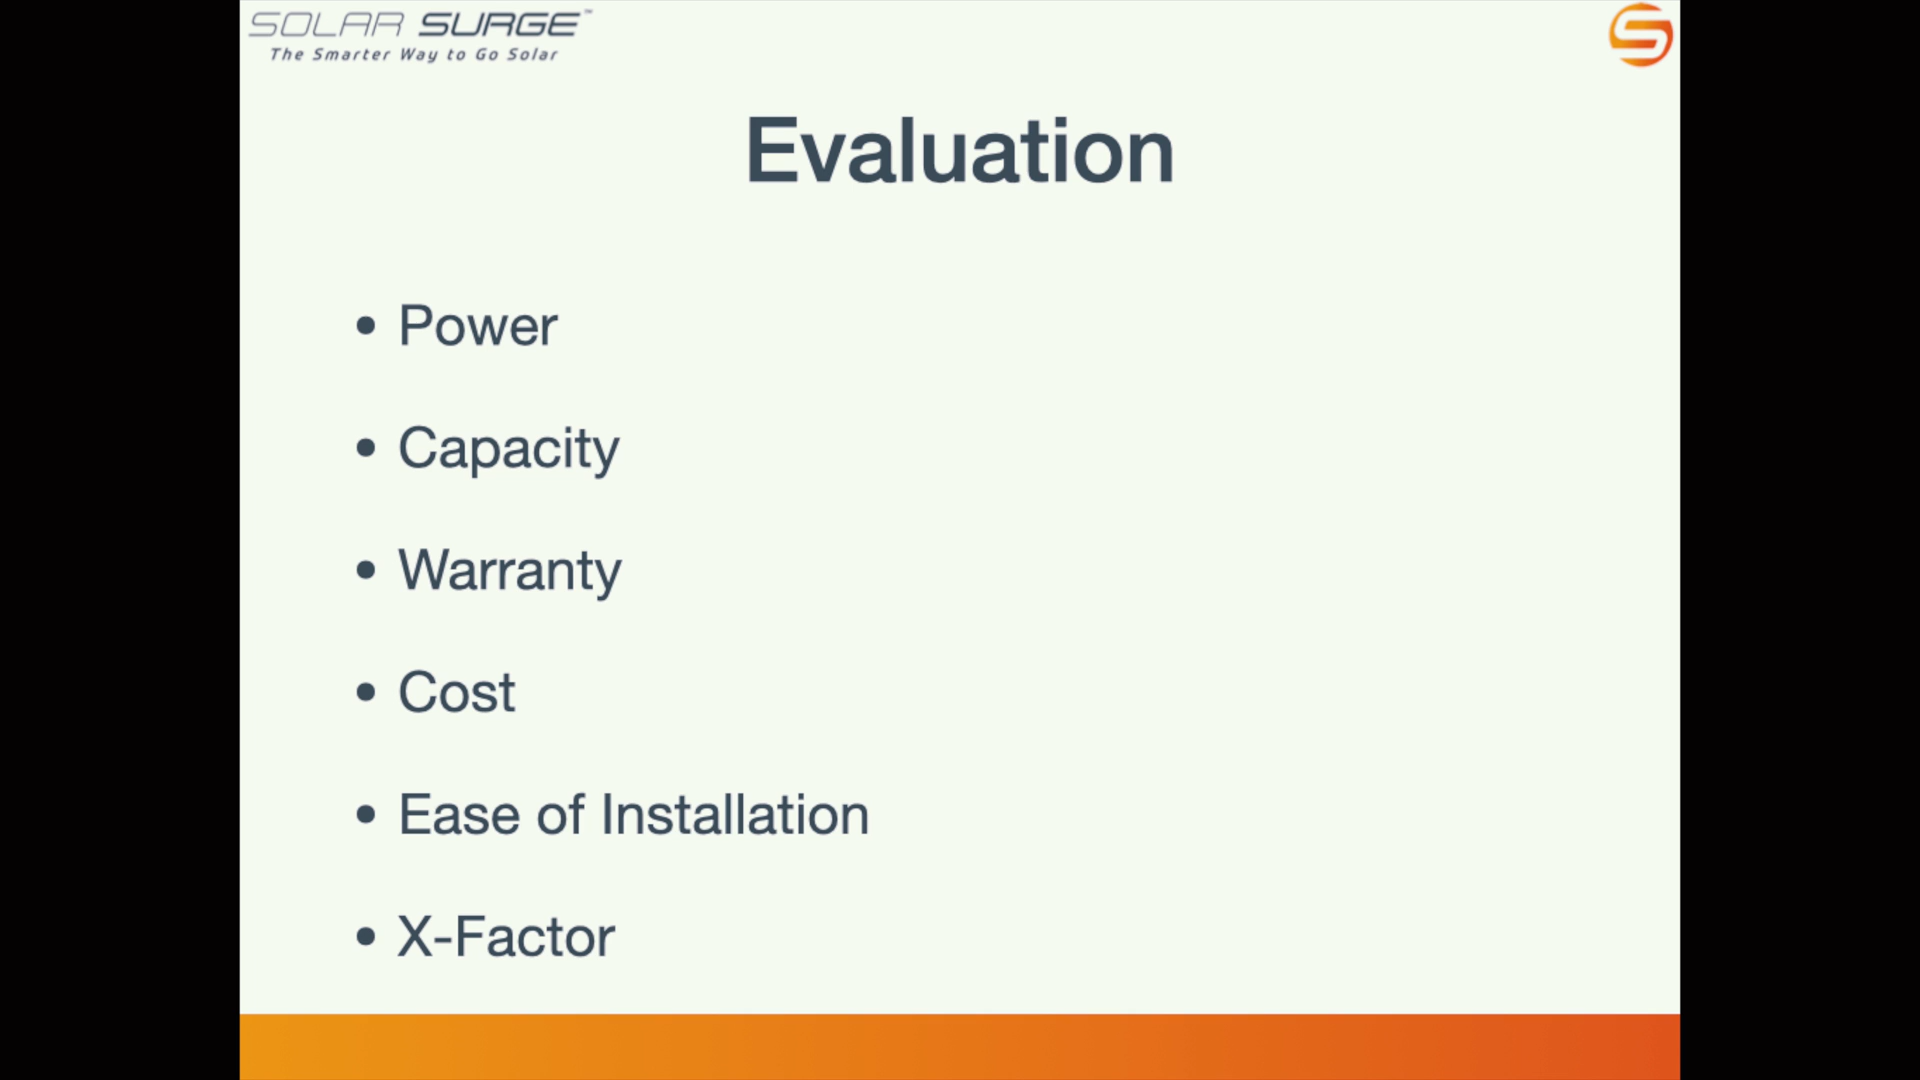 SOLAR SURGE™
The Smarter Way to Go Solar
Evaluation
• Power
• Capacity
• Warranty
• Cost
• Ease of Installation
• X-Factor